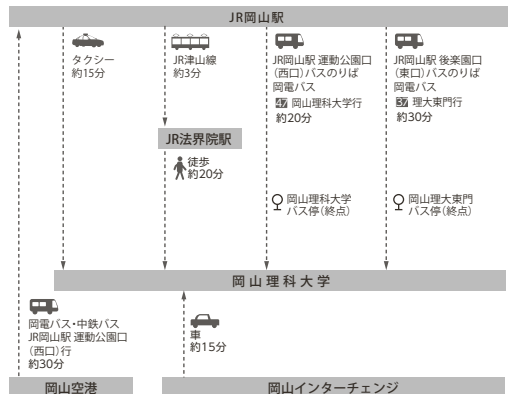 JR岡山駅
タクシー
約15分
JR津山線
約3分
JR法界院駅
徒歩
約20分
JR岡山駅 運動公園口
（西口）バスのりば
岡電バス
47 岡山理科大学行
約20分
岡山理科大学
バス停（終点）
JR岡山駅 後楽園口
（東口）バスのりば
岡電バス
37 理大東門行
約30分
岡山理大東門
バス停（終点）
岡山理科大学
岡電バス・中鉄バス
JR岡山駅 運動公園口
（西口）行
約30分
車
約15分
岡山空港
岡山インターチェンジ